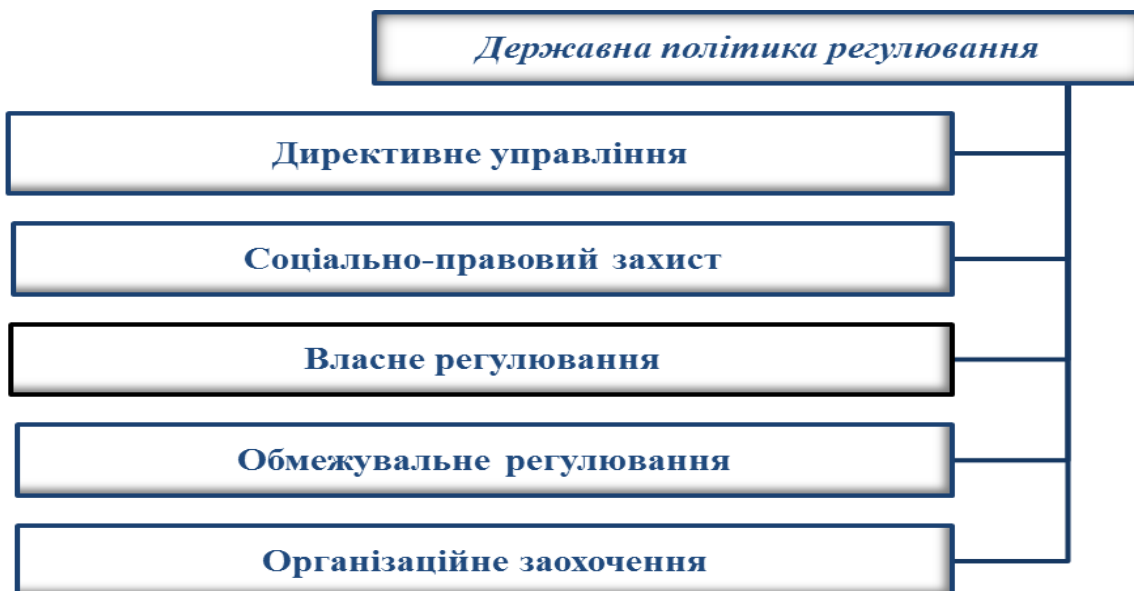 Державна політика регулювання
Директивне управління
Соціально-правовий захист
Власне регулювання
Обмежувальне регулювання
Організаційне заохочення